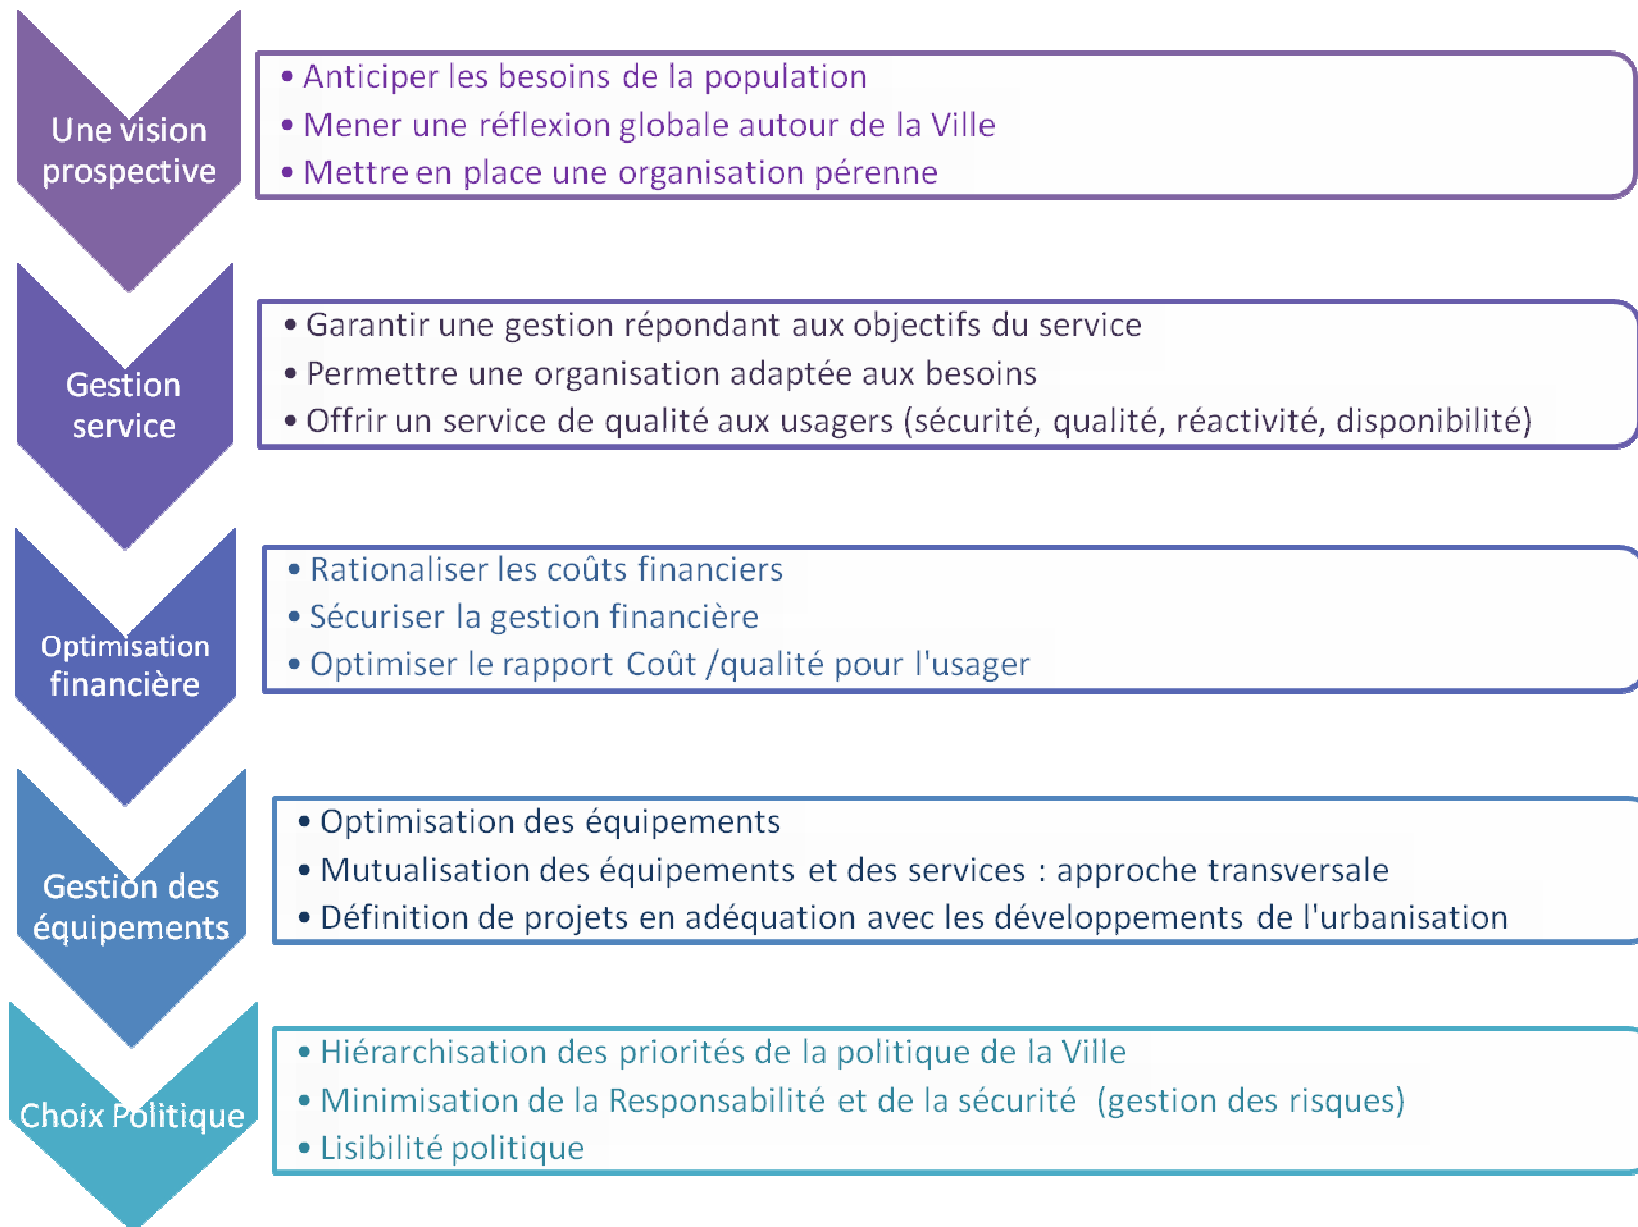 Une vision
prospective
• Anticiper les besoins de la population
• Mener une réflexion globale autour de la Ville
• Mettre en place une organisation pérenne
Gestion
service
• Garantir une gestion répondant aux objectifs du service
• Permettre une organisation adaptée aux besoins
• Offrir un service de qualité aux usagers (sécurité, qualité, réactivité, disponibilité)
Optimisation
financière
• Rationaliser les coûts financiers
• Sécuriser la gestion financière
• Optimiser le rapport Coût /qualité pour l'usager
Gestion des
équipements
• Optimisation des équipements
• Mutualisation des équipements et des services : approche transversale
• Définition de projets en adéquation avec les développements de l'urbanisation
Choix Politique
• Hiérarchisation des priorités de la politique de la Ville
• Minimisation de la Responsabilité et de la sécurité (gestion des risques)
• Lisibilité politique